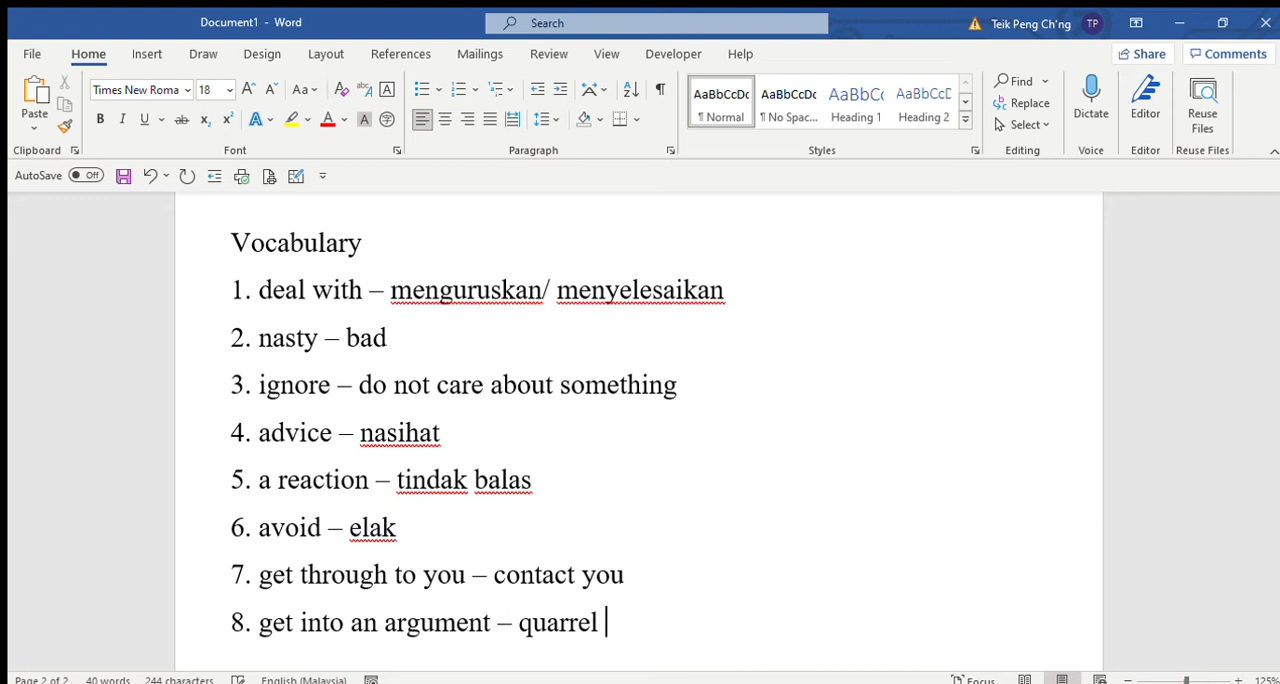 Document1 - Word
Search
Teik Peng Ch'ng TP
File Home Insert Draw Design Layout References Mailings Review View Developer Help Share Comments
Paste
Times New Roma 18
AaBbCcDc AaBbCcDc AaBbCc AaBbCcD
¶ Normal ¶ No Spac... Heading 1 Heading 2
Find
Replace
Select
Dictate
Editor
Reuse Files
Clipboard Font Paragraph Styles Editing Voice Editor Reuse Files
AutoSave Off
Vocabulary
1. deal with – menguruskan/ menyelesaikan
2. nasty – bad
3. ignore – do not care about something
4. advice – nasihat
5. a reaction – tindak balas
6. avoid – elak
7. get through to you – contact you
8. get into an argument – quarrel
Page 2 of 2 40 words 244 characters English (Malaysia) Focus 125%